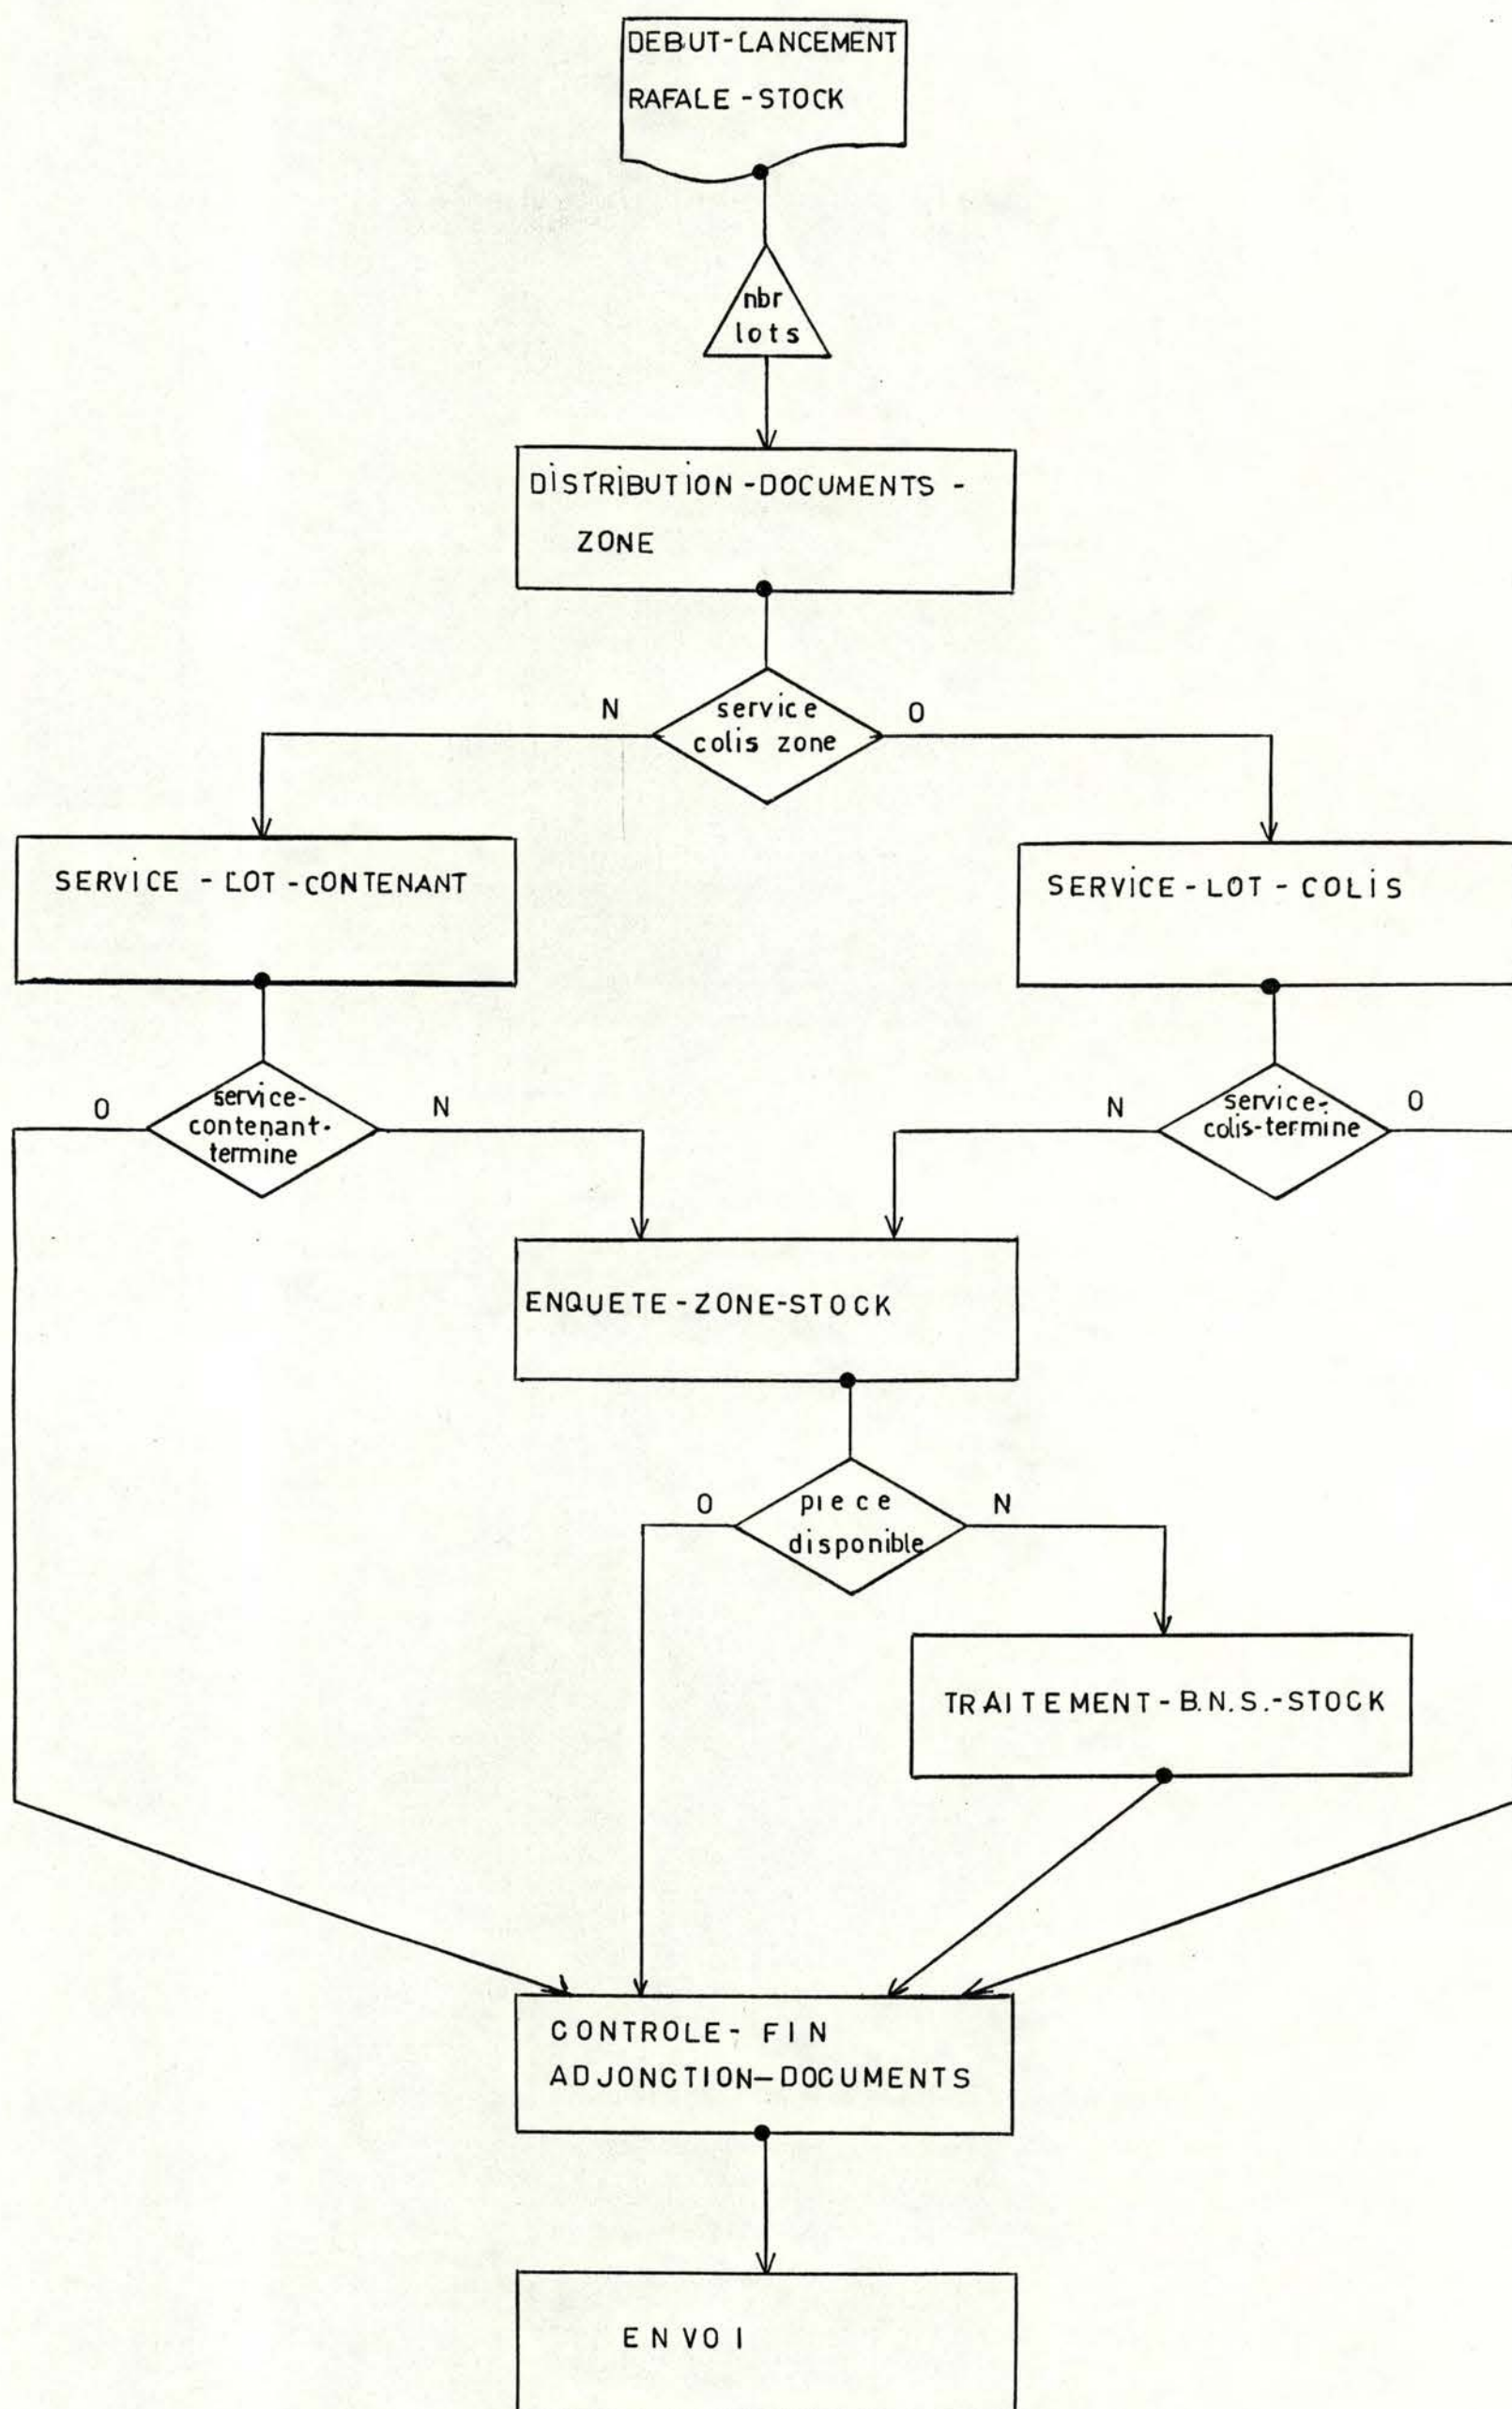 DEBUT-LANCEMENT
RAFALE-STOCK
nbr
lots
DISTRIBUTION-DOCUMENTS-
ZONE
N
service
colis zone
O
SERVICE-LOT-CONTENANT
SERVICE-LOT-COLIS
O
service-
contenant-
termine
N
N
service-
colis-termine
O
ENQUETE-ZONE-STOCK
O
piece
disponible
N
TRAITEMENT-B.N.S.-STOCK
CONTROLE-FIN
ADJONCTION-DOCUMENTS
ENVOI